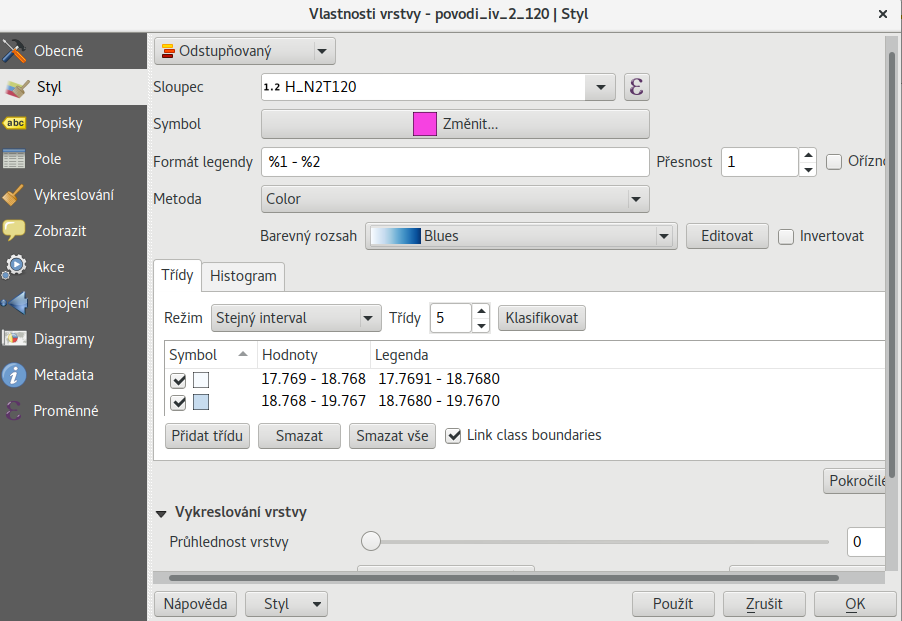 Vlastnosti vrstvy - povodi_iv_2_120 | Styl
Obecné
Styl
abc Popisky
Pole
Vykreslování
Zobrazit
Akce
Připojení
Diagramy
Metadata
Proměnné
Odstupňovaný
Sloupec 1.2 H_N2T120 ε
Symbol Změnit...
Formát legendy %1 - %2 Přesnost 1 Ořízno
Metoda Color
Barevný rozsah Blues Editovat Invertovat
Třídy Histogram
Režim Stejný interval Třídy 5 Klasifikovat
Symbol Hodnoty Legenda
17.769 - 18.768 17.7691 - 18.7680
18.768 - 19.767 18.7680 - 19.7670
Přidat třídu Smazat Smazat vše Link class boundaries
Pokročilé
Vykreslování vrstvy
Průhlednost vrstvy 0
Nápověda Styl Použít Zrušit OK